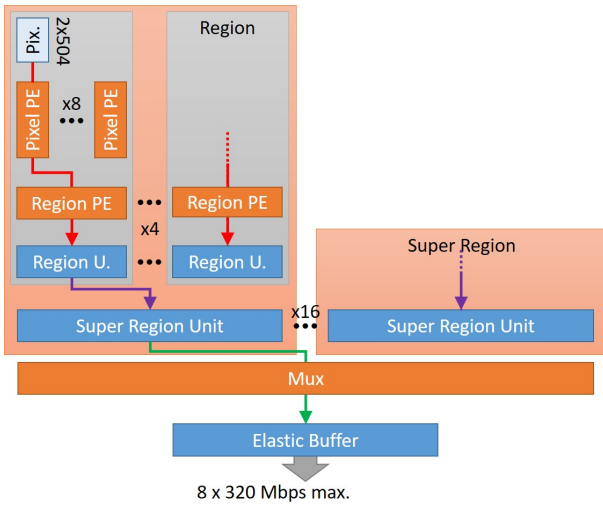 Pix.
2x504
Region
Pixel PE
x8
•••
Pixel PE
Region PE
•••
Region PE
x4
Region U.
•••
Region U.
Super Region
Super Region Unit
x16
•••
Super Region Unit
Mux
Elastic Buffer
8 x 320 Mbps max.